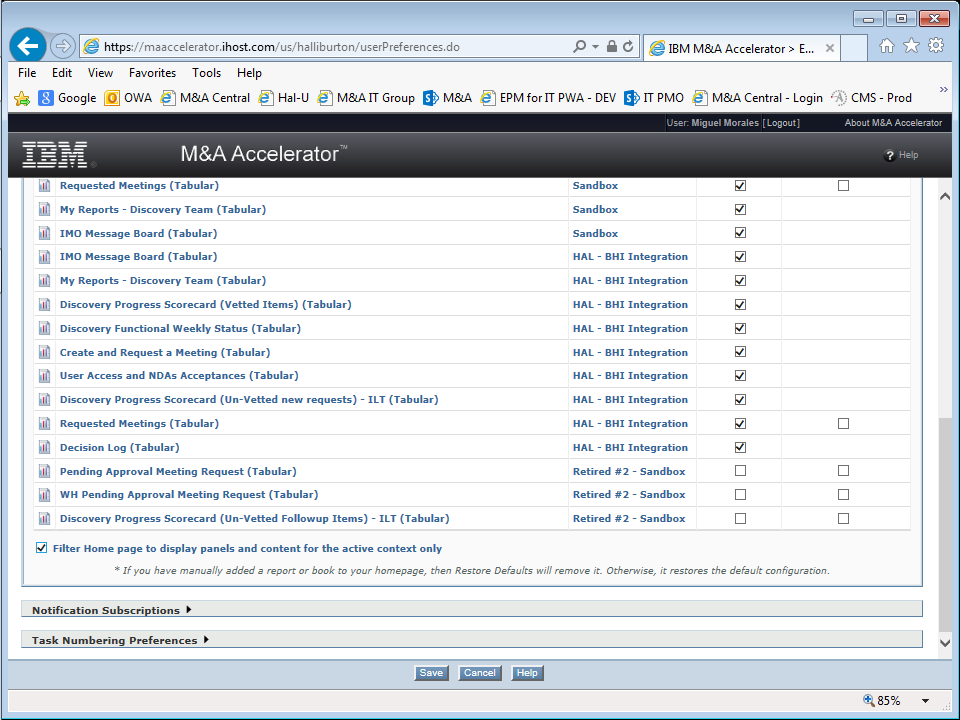 https://maaccelerator.ihost.com/us/halliburton/userPreferences.do
IBM M&A Accelerator > E...
File Edit View Favorites Tools Help
Google OWA M&A Central Hal-U M&A IT Group M&A EPM for IT PWA - DEV IT PMO M&A Central - Login CMS - Prod »
User: Miguel Morales [Logout] About M&A Accelerator
IBM. M&A Accelerator™ ? Help
Requested Meetings (Tabular) Sandbox
My Reports - Discovery Team (Tabular) Sandbox
IMO Message Board (Tabular) Sandbox
IMO Message Board (Tabular) HAL - BHI Integration
My Reports - Discovery Team (Tabular) HAL - BHI Integration
Discovery Progress Scorecard (Vetted Items) (Tabular) HAL - BHI Integration
Discovery Functional Weekly Status (Tabular) HAL - BHI Integration
Create and Request a Meeting (Tabular) HAL - BHI Integration
User Access and NDAs Acceptances (Tabular) HAL - BHI Integration
Discovery Progress Scorecard (Un-Vetted new requests) - ILT (Tabular) HAL - BHI Integration
Requested Meetings (Tabular) HAL - BHI Integration
Decision Log (Tabular) HAL - BHI Integration
Pending Approval Meeting Request (Tabular) Retired #2 - Sandbox
WH Pending Approval Meeting Request (Tabular) Retired #2 - Sandbox
Discovery Progress Scorecard (Un-Vetted Followup Items) - ILT (Tabular) Retired #2 - Sandbox
Filter Home page to display panels and content for the active context only
* If you have manually added a report or book to your homepage, then Restore Defaults will remove it. Otherwise, it restores the default configuration.
Notification Subscriptions
Task Numbering Preferences
Save Cancel Help
85%